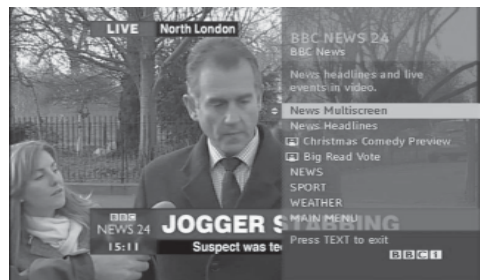 LIVE North London
BBC NEWS 24
BBC News
News headlines and live
events in video.
News Multiscreen
News Headlines
Christmas Comedy Preview
Big Read Vote
NEWS
SPORT
WEATHER
MAIN MENU
Press TEXT to exit
BBC 1
BBC
NEWS 24
15:11
JOGGER STABBING
Suspect was